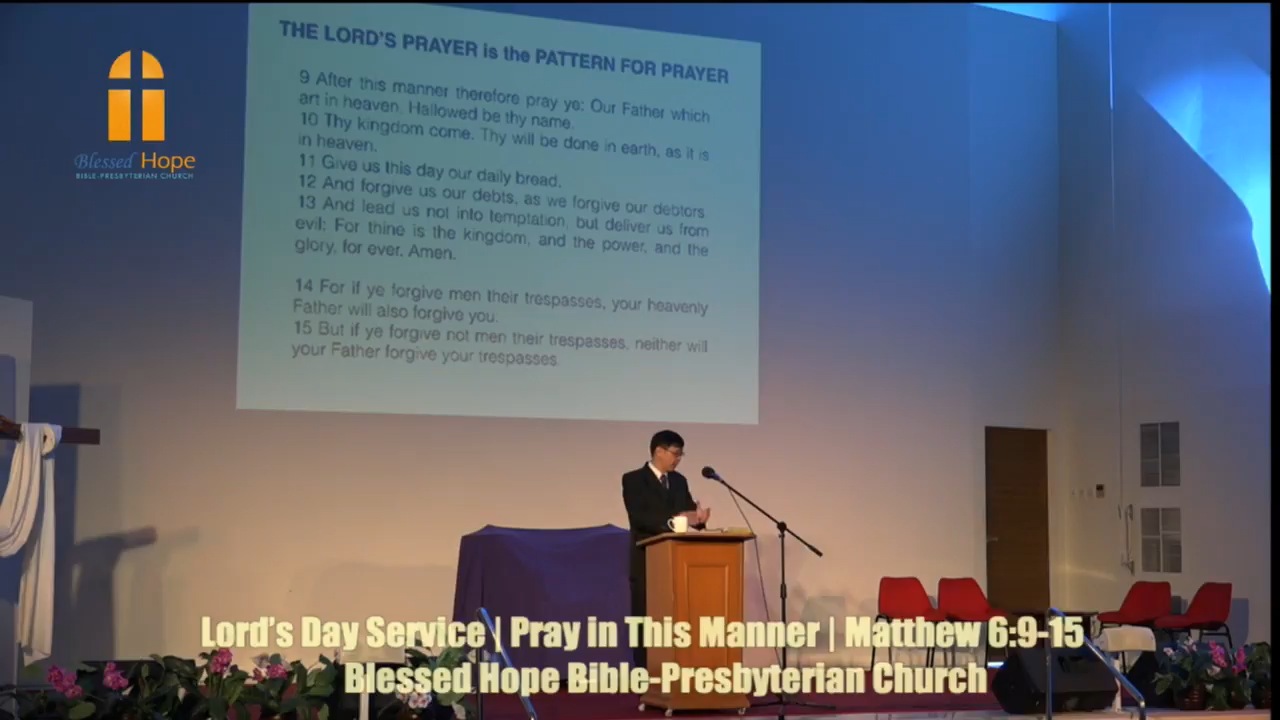 Blessed Hope
BIBLE-PRESBYTERIAN CHURCH
THE LORD'S PRAYER is the PATTERN FOR PRAYER
9 After this manner therefore pray ye: Our Father which
art in heaven. Hallowed be thy name.
10 Thy kingdom come. Thy will be done in earth, as it is
in heaven.
11 Give us this day our daily bread.
12 And forgive us our debts, as we forgive our debtors.
13 And lead us not into temptation, but deliver us from
evil: For thine is the kingdom, and the power, and the
glory, for ever. Amen.
14 For if ye forgive men their trespasses, your heavenly
Father will also forgive you.
15 But if ye forgive not men their trespasses, neither will
your Father forgive your trespasses.
Lord's Day Service | Pray in This Manner | Matthew 6:9-15
Blessed Hope Bible-Presbyterian Church